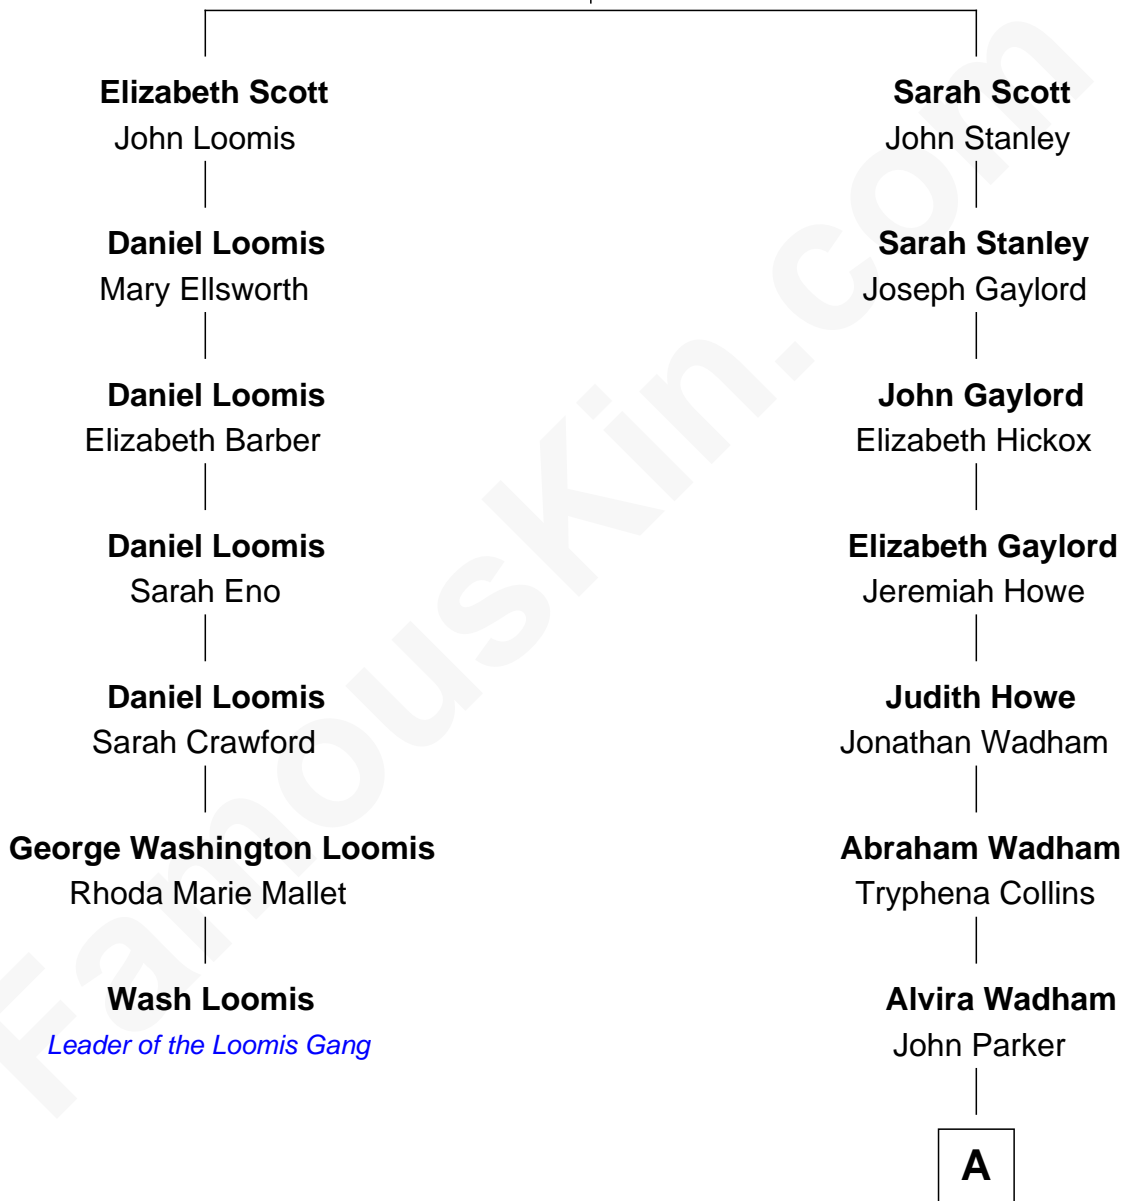 Elizabeth Scott
John Loomis
Daniel Loomis
Mary Ellsworth
Daniel Loomis
Elizabeth Barber
Daniel Loomis
Sarah Eno
Daniel Loomis
Sarah Crawford
George Washington Loomis
Rhoda Marie Mallet
Wash Loomis
Leader of the Loomis Gang
Sarah Scott
John Stanley
Sarah Stanley
Joseph Gaylord
John Gaylord
Elizabeth Hickox
Elizabeth Gaylord
Jeremiah Howe
Judith Howe
Jonathan Wadham
Abraham Wadham
Tryphena Collins
Alvira Wadham
John Parker
A
FamousKin.com